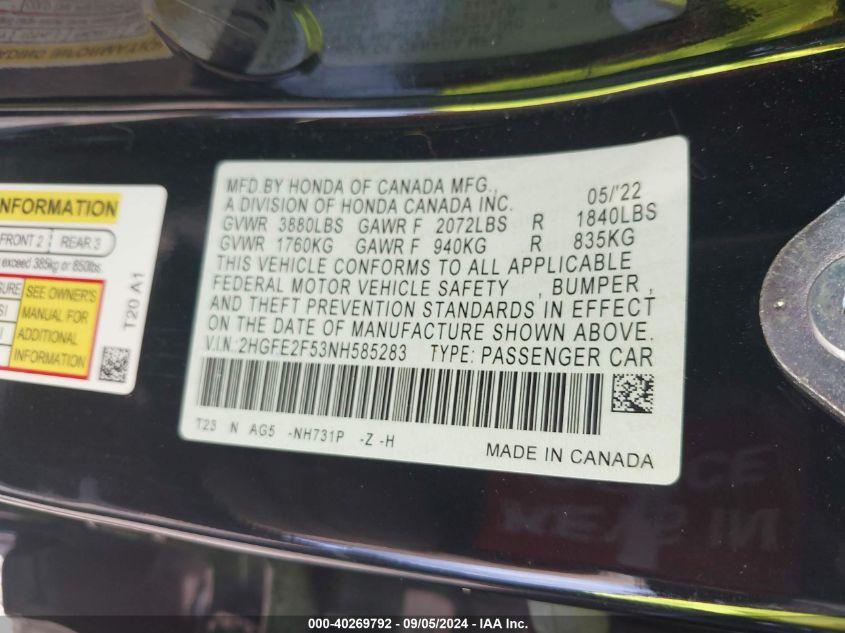 MFD.BY HONDA OF CANADA MFG., 05/'22
A DIVISION OF HONDA CANADA INC.
GVWR 3880LBS GAWR F 2072LBS R 1840LBS
GVWR 1760KG GAWR F 940KG R 835KG
THIS VEHICLE CONFORMS TO ALL APPLICABLE
FEDERAL MOTOR VEHICLE SAFETY , BUMPER ,
AND THEFT PREVENTION STANDARDS IN EFFECT
ON THE DATE OF MANUFACTURE SHOWN ABOVE.
V.I.N.:2HGFE2F53NH585283 TYPE: PASSENGER CAR
T23 N AG5 -NH731P -Z -H
MADE IN CANADA
INFORMATION
FRONT 2 REAR 3
exceed 385kg or 850lbs.
SEE OWNER'S
MANUAL FOR
ADDITIONAL
INFORMATION
T20 A1
000-40269792 - 09/05/2024 - IAA Inc.